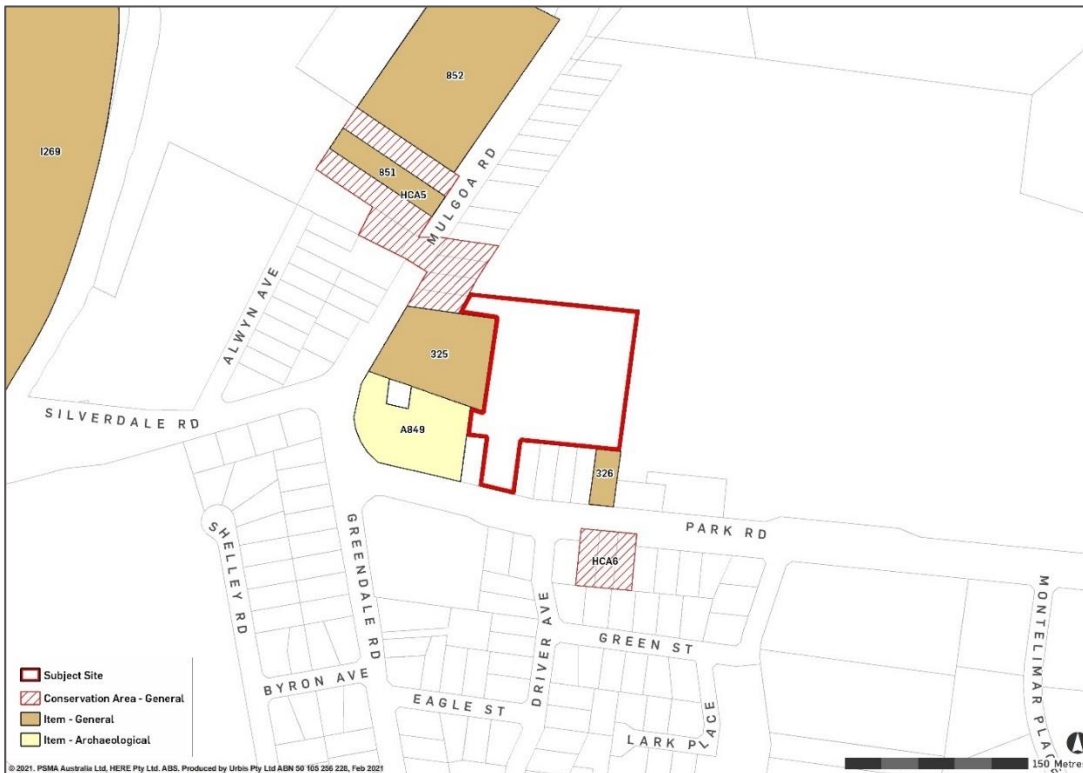 852
I269
851
HCA5
MULGOA RD
ALWYN AVE
325
SILVERDALE RD
A849
326
PARK RD
SHELLEY RD
GREENDALE RD
HCA6
DRIVER AVE
GREEN ST
MONTELIMAR PLACE
BYRON AVE
EAGLE ST
LARK PLACE
Subject Site
Conservation Area - General
Item - General
Item - Archaeological
150 Metres
© 2021. PSMA Australia Ltd, HERE Pty Ltd. ABS. Produced by Urbis Pty Ltd ABN 50 105 256 228, Feb 2021